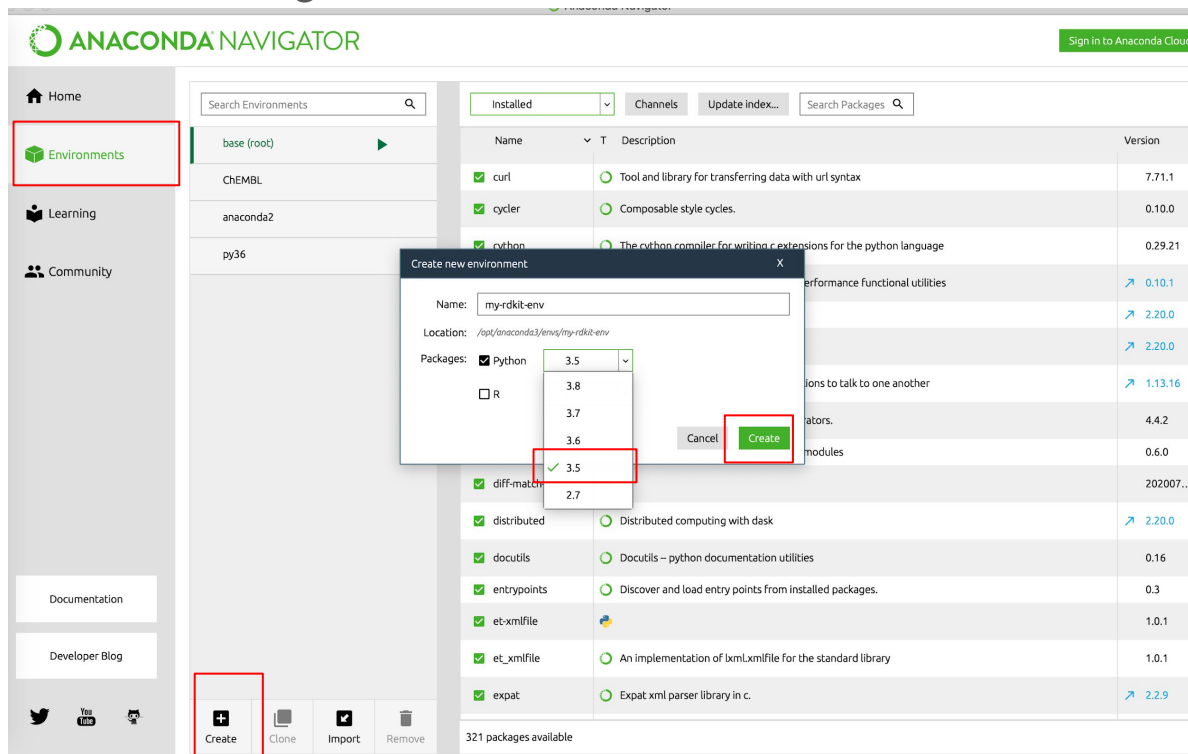 Anaconda Navigator
ANACONDA NAVIGATOR
Sign in to Anaconda Cloud
Home
Environments
Learning
Community
Documentation
Developer Blog
You Tube
Search Environments
base (root)
ChEMBL
anaconda2
py36
Create Clone Import Remove
Installed Channels Update index... Search Packages
Name T Description Version
curl Tool and library for transferring data with url syntax 7.71.1
cycler Composable style cycles. 0.10.0
cython The cython compiler for writing c extensions for the python language 0.29.21
erformance functional utilities 0.10.1
2.20.0
2.20.0
ions to talk to one another 1.13.16
rators. 4.4.2
modules 0.6.0
diff-match 202007..
distributed Distributed computing with dask 2.20.0
docutils Docutils -- python documentation utilities 0.16
entrypoints Discover and load entry points from installed packages. 0.3
et-xmlfile 1.0.1
et_xmlfile An implementation of lxml.xmlfile for the standard library 1.0.1
expat Expat xml parser library in c. 2.2.9
321 packages available
Create new environment X
Name: my-rdkit-env
Location: /opt/anaconda3/envs/my-rdkit-env
Packages: Python 3.5
R
3.8
3.7
3.6
3.5
2.7
Cancel Create